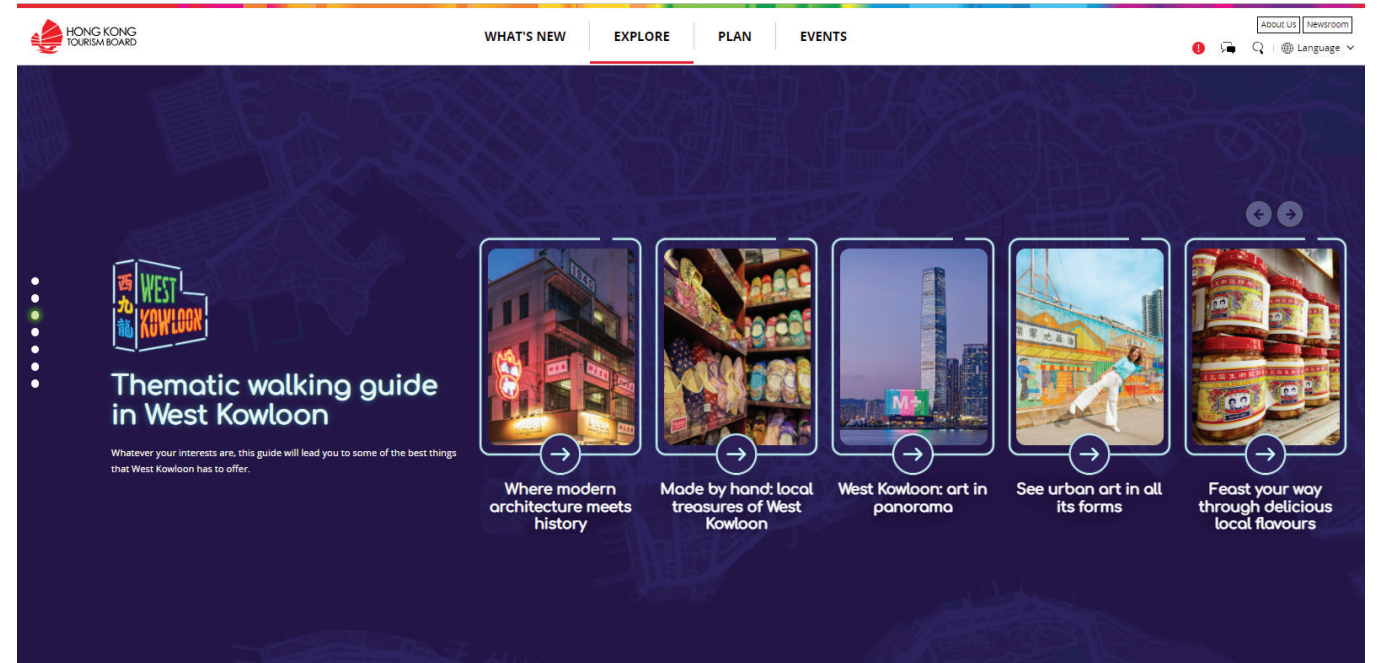 HONG KONG
TOURISM BOARD
WHAT'S NEW
EXPLORE
PLAN
EVENTS
About Us
Newsroom
Language
西九龍
WEST
KOWLOON
Thematic walking guide
in West Kowloon
Whatever your interests are, this guide will lead you to some of the best things
that West Kowloon has to offer.
1940
M+
Where modern
architecture meets
history
Made by hand: local
treasures of West
Kowloon
West Kowloon: art in
panorama
See urban art in all
its forms
Feast your way
through delicious
local flavours